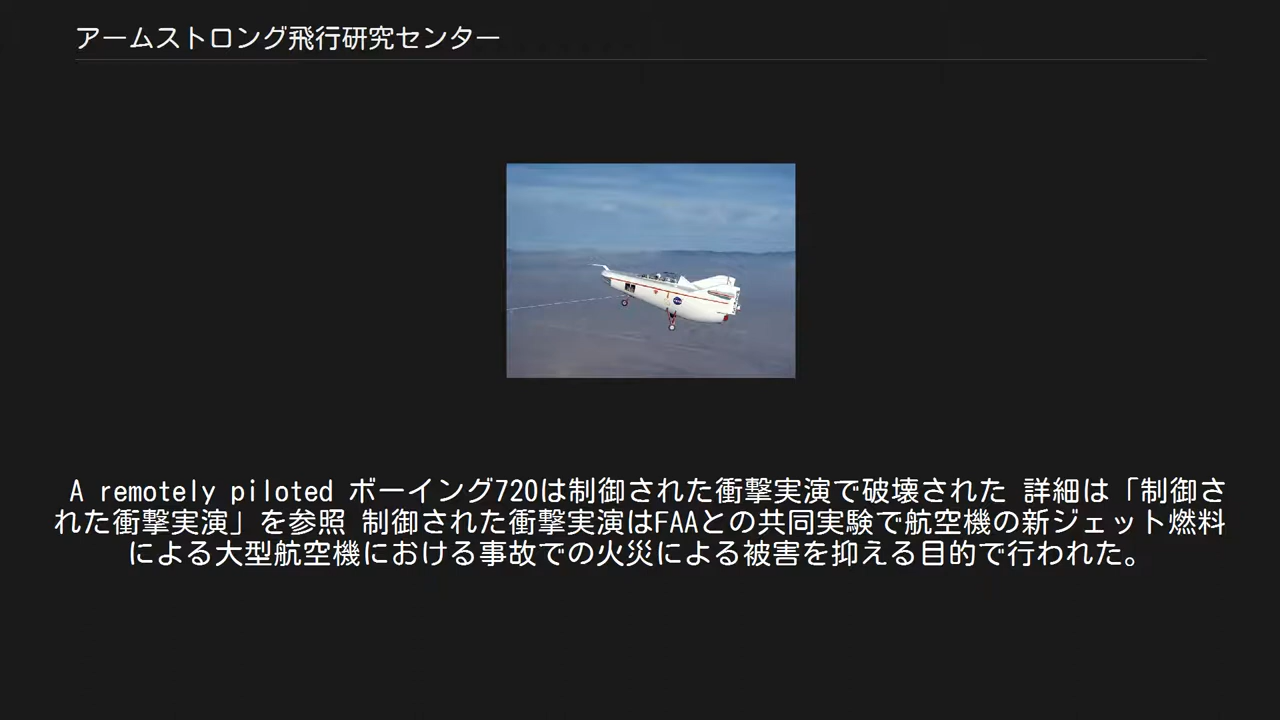 アームストロング飛行研究センター
A remotely piloted ボーイング720は制御された衝撃実演で破壊された 詳細は「制御さ
れた衝撃実演」を参照 制御された衝撃実演はFAAとの共同実験で航空機の新ジェット燃料
による大型航空機における事故での火災による被害を抑える目的で行われた。